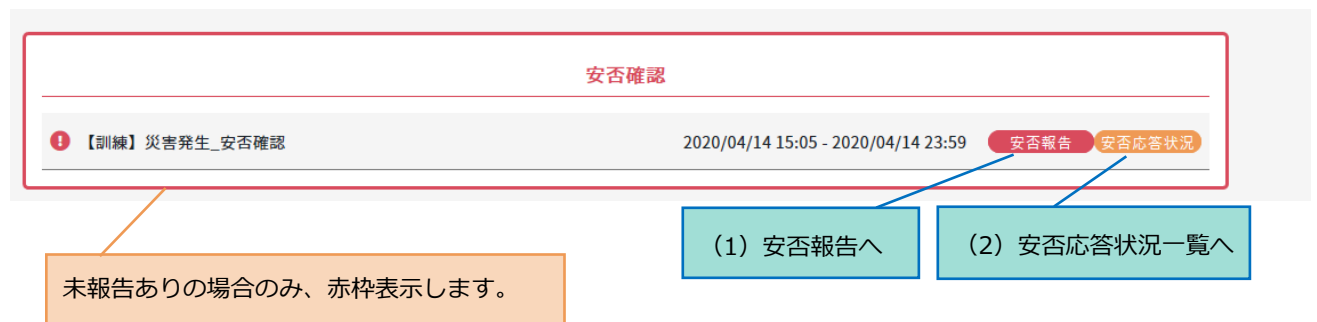 安否確認
【訓練】災害発生_安否確認 2020/04/14 15:05 - 2020/04/14 23:59 安否報告 安否応答状況
(1)安否報告へ
(2)安否応答状況一覧へ
未報告ありの場合のみ、赤枠表示します。